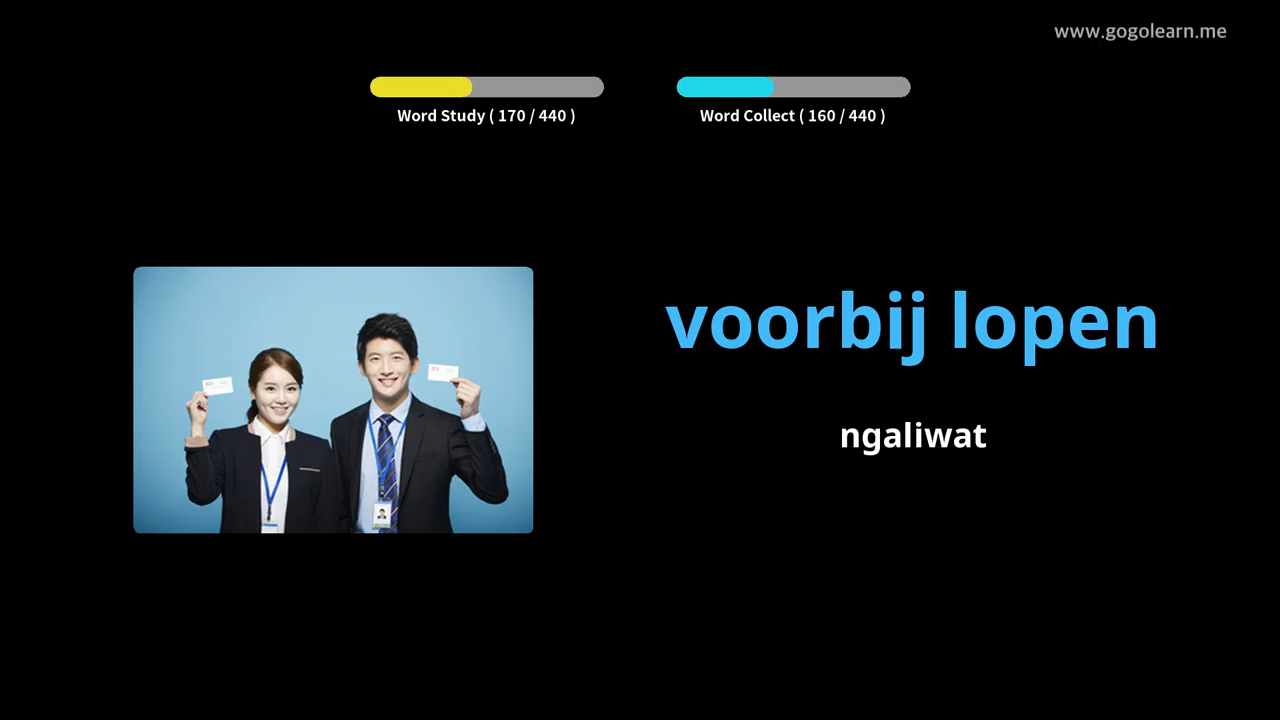 www.gogolearn.me
Word Study ( 170 / 440 )
Word Collect ( 160 / 440 )
voorbij lopen
ngaliwat